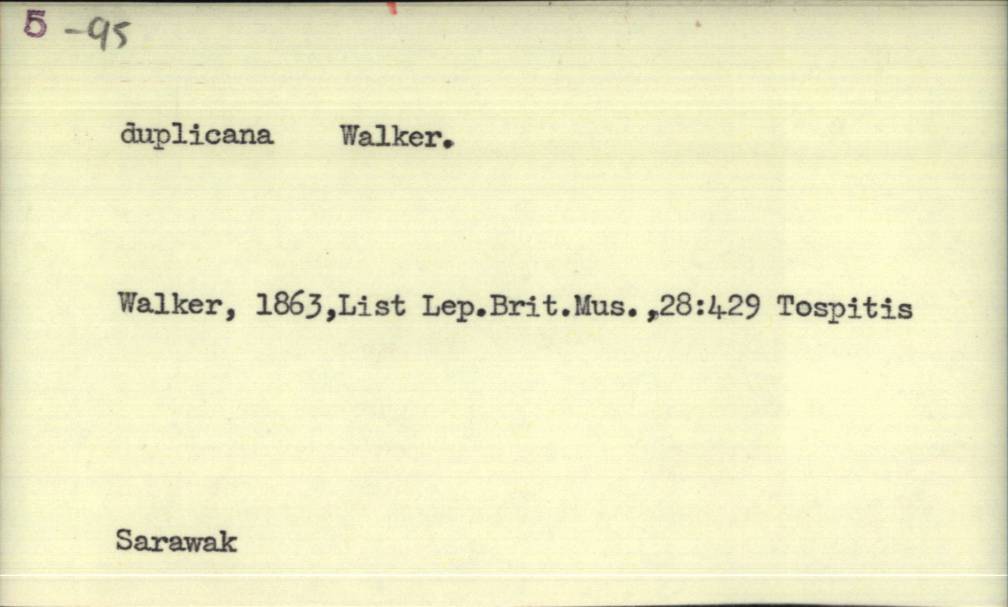 5 -95
duplicana Walker.
Walker, 1863,List Lep.Brit.Mus.,28:429 Tospitis
Sarawak